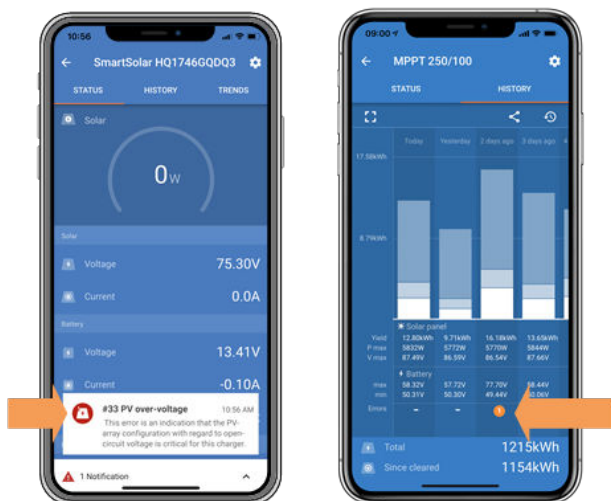 10:56
SmartSolar HQ1746GQDQ3
STATUS HISTORY TRENDS
Solar
0W
Solar
Voltage 75.30V
Current 0.0A
Battery
Voltage 13.41V
Current -0.10A
#33 PV over-voltage 10:56 AM
This error is an indication that the PV-
array configuration with regard to open-
circuit voltage is critical for this charger.
1 Notification
09:00
MPPT 250/100
STATUS HISTORY
Today Yesterday 2 days ago 3 days ago 4
17.58kWh
8.79kWh
Solar panel
Yield 12.80kWh 9.71kWh 16.18kWh 13.65kWh
P max 5832W 5772W 5770W 5844W
V max 87.49V 86.59V 86.54V 87.66V
Battery
max 58.32V 57.72V 77.70V 58.44V
min 50.31V 50.30V 49.44V
Errors - - 1
Total 1215kWh
Since cleared 1154kWh